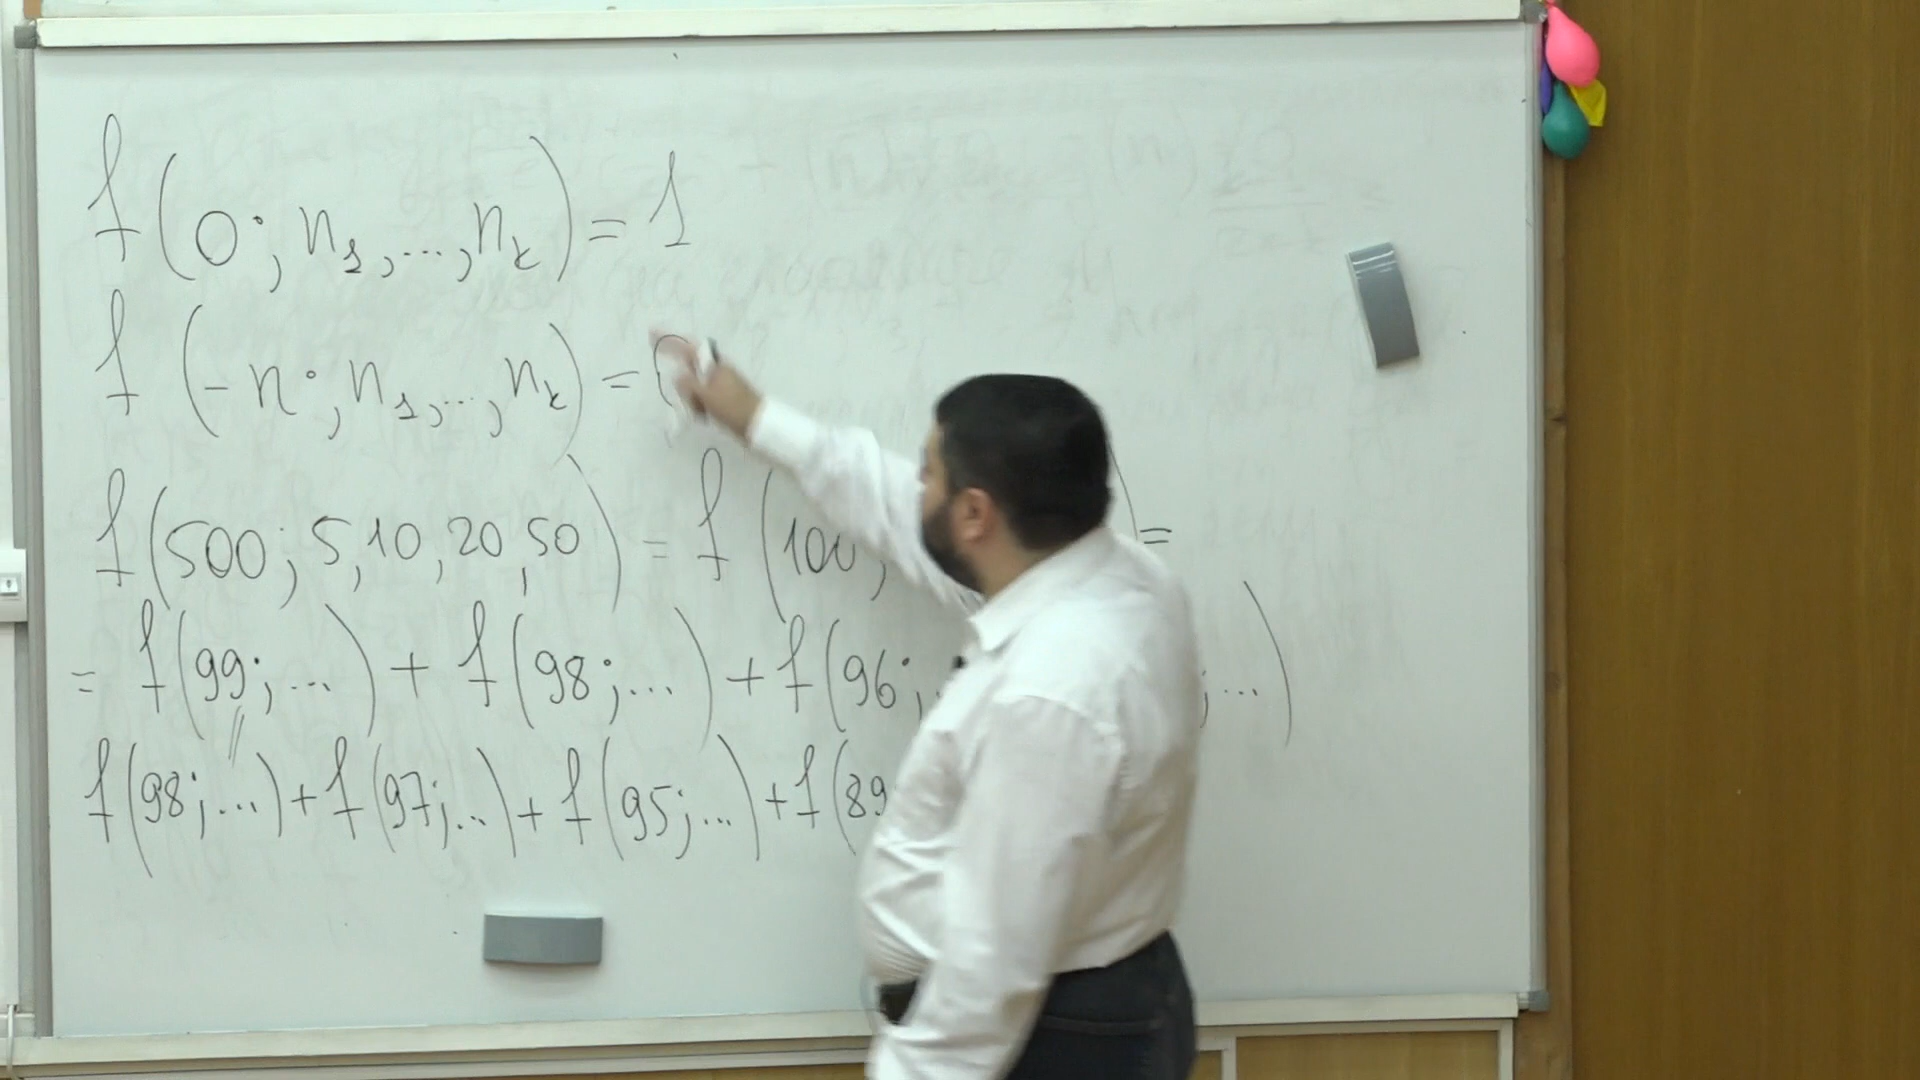 f(0; n₁, ..., nₖ) = 1
f(-n; n₁, ..., nₖ) = 0
f(500; 5, 10, 20, 50) = f(100; ) =
= f(99; ...) + f(98; ...) + f(96; ; ...)
f(98; ...) + f(97; ...) + f(95; ...) + f(89